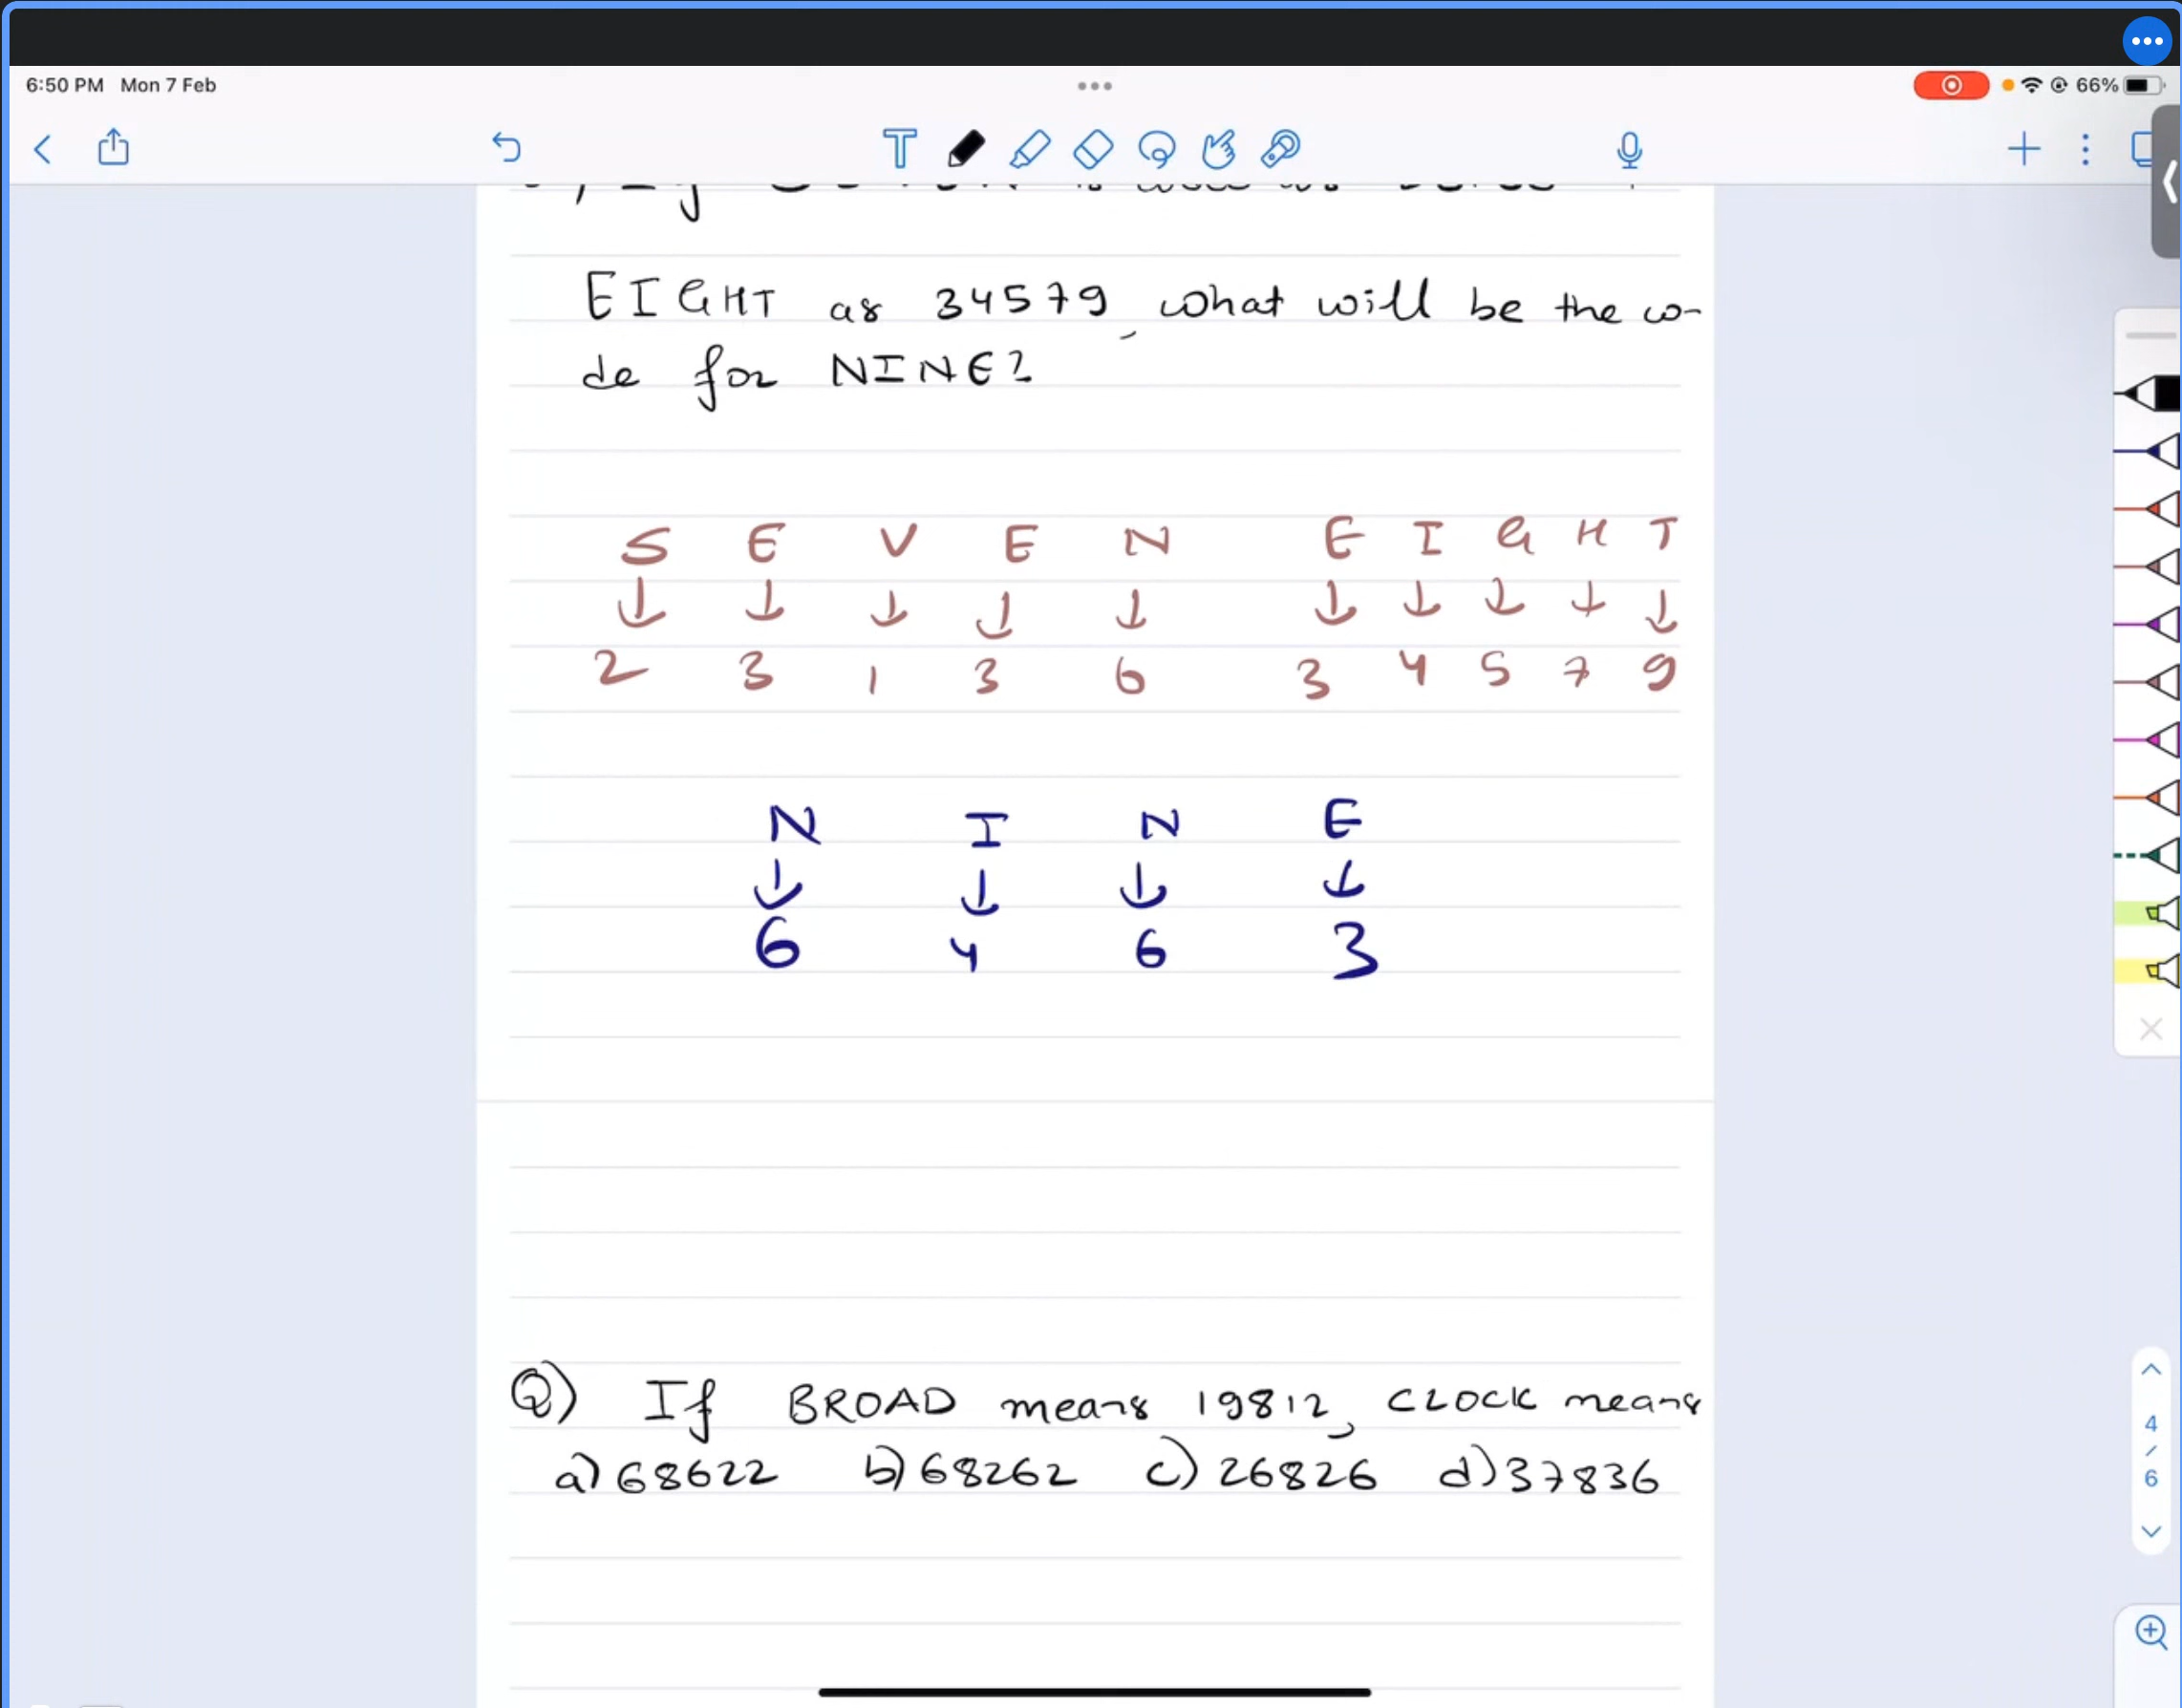 6:50 PM Mon 7 Feb
66%
T
EIGHT as 34579, what will be the co-
de for NINE?
S E V E N E I G H T
2 3 1 3 6 3 4 5 7 9
N I N E
6 4 6 3
Q) If BROAD means 19812, CLOCK means
a) 68622 b) 68262 c) 26826 d) 37836
4
/
6